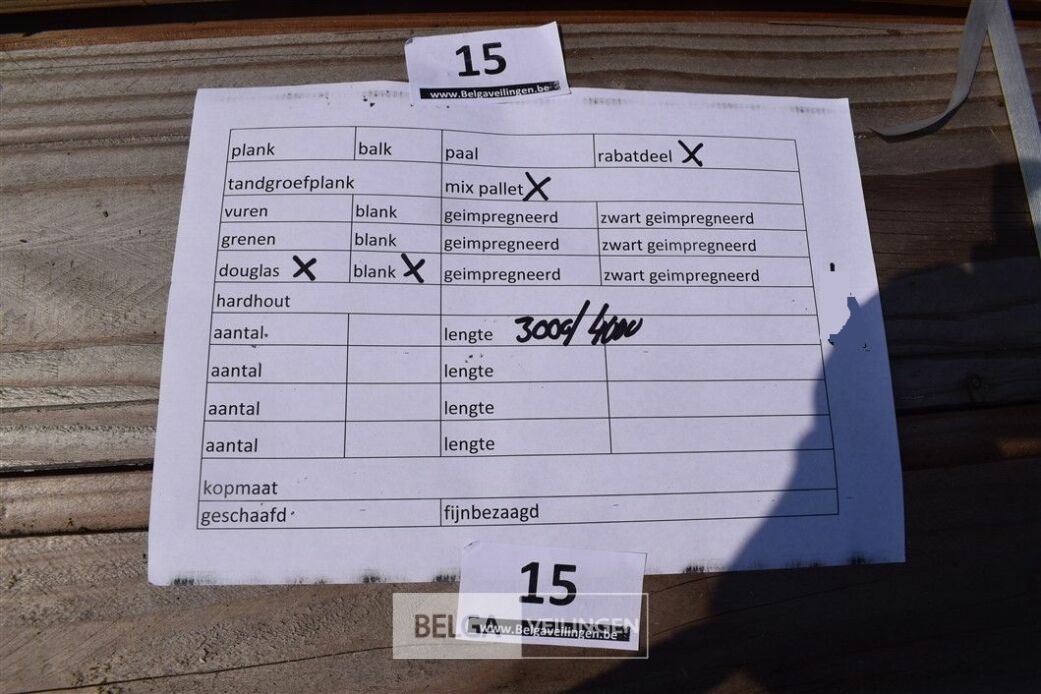 15
www.Belgaveilingen.be
plank balk paal rabatdeel X
tandgroefplank mix pallet X
vuren blank geimpregneerd zwart geimpregneerd
grenen blank geimpregneerd zwart geimpregneerd
douglas X blank X geimpregneerd zwart geimpregneerd
hardhout
aantal lengte 3000/4000
aantal lengte
aantal lengte
aantal lengte
kopmaat
geschaafd fijnbezaagd
15
www.Belgaveilingen.be
BELGA VEILINGEN